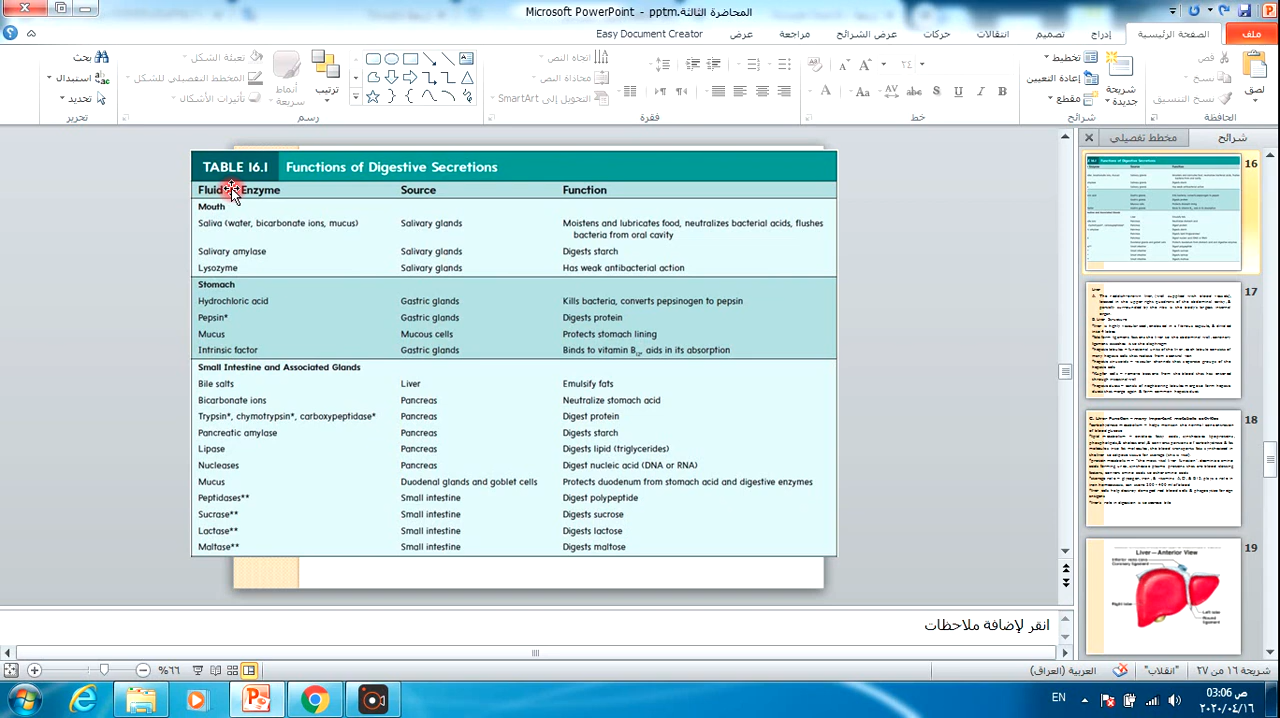 المحاضرة الثالثة.pptm - Microsoft PowerPoint
ملف
الصفحة الرئيسية
إدراج
تصميم
انتقالات
حركات
عرض الشرائح
مراجعة
عرض
Easy Document Creator
لصق
قص
نسخ
نسخ التنسيق
الحافظة
شريحة جديدة
تخطيط
إعادة التعيين
مقطع
شرائح
٢٤
خط
اتجاه النص
محاذاة النص
التحويل إلى SmartArt
فقرة
ترتيب
أنماط سريعة
تعبئة الشكل
المخطط التفصيلي للشكل
تأثيرات الأشكال
رسم
بحث
استبدال
تحديد
تحرير
شرائح
مخطط تفصيلي
TABLE 16.1 Functions of Digestive Secretions
Enzyme Function
Mouth
Saliva (water, bicarbonate ions, mucus) Salivary glands Moistens and lubricates food, neutralizes bacterial acids, flushes
bacteria from oral cavity
Salivary amylase Salivary glands Digests starch
Lysozyme Salivary glands Has weak antibacterial action
Stomach
Hydrochloric acid Gastric glands Kills bacteria, converts pepsinogen to pepsin
Pepsin* Gastric glands Digests protein
Mucus Mucous cells Protects stomach lining
Intrinsic factor Gastric glands Binds to vitamin B12, aids in its absorption
Small Intestine and Associated Glands
Bile salts Liver Emulsify fats
Bicarbonate ions Pancreas Neutralize stomach acid
Trypsin*, chymotrypsin*, carboxypeptidase* Pancreas Digest protein
Pancreatic amylase Pancreas Digests starch
Lipase Pancreas Digests lipid (triglycerides)
Nucleases Pancreas Digest nucleic acid (DNA or RNA)
Mucus Duodenal glands and goblet cells Protects duodenum from stomach acid and digestive enzymes
Peptidases** Small intestine Digest polypeptide
Sucrase** Small intestine Digests sucrose
Lactase** Small intestine Digests lactose
Maltase** Small intestine Digests maltose
16
17
18
19
Liver—Anterior View
Right lobe
Left lobe
انقر لإضافة ملاحظات
شريحة ١٦ من ٢٧
"انقلاب"
العربية (العراق)
٦٦%
EN
03:06 ص
٢٠٢٠/٠٤/١٦